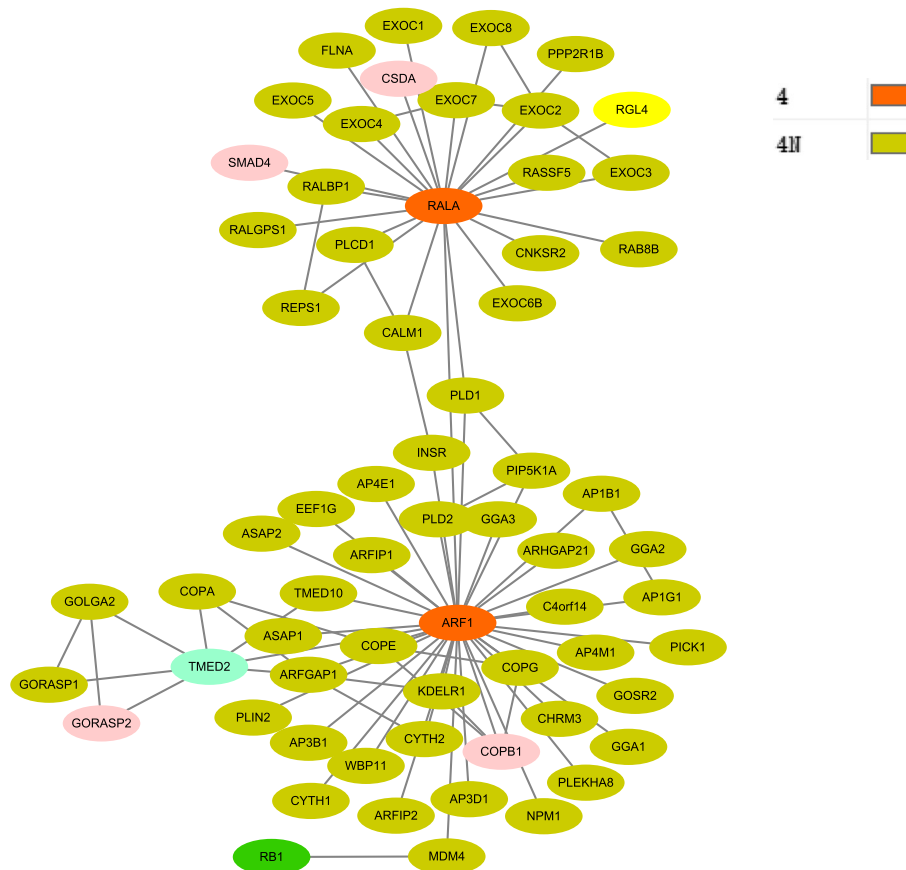 EXOC1
EXOC8
FLNA
PPP2R1B
CSDA
EXOC5
EXOC7
EXOC2
RGL4
EXOC4
SMAD4
RALBP1
RASSF5
EXOC3
RALA
RALGPS1
PLCD1
CNKSR2
RAB8B
REPS1
EXOC6B
CALM1
PLD1
INSR
PIP5K1A
AP4E1
AP1B1
EEF1G
ASAP2
PLD2
GGA3
ARFIP1
ARHGAP21
GGA2
COPA
TMED10
GOLGA2
C4orf14
AP1G1
ASAP1
ARF1
COPE
PICK1
TMED2
AP4M1
GORASP1
ARFGAP1
COPG
KDELR1
GOSR2
GORASP2
PLIN2
CHRM3
AP3B1
CYTH2
GGA1
WBP11
COPB1
PLEKHA8
CYTH1
AP3D1
ARFIP2
NPM1
RB1
MDM4
4
4N